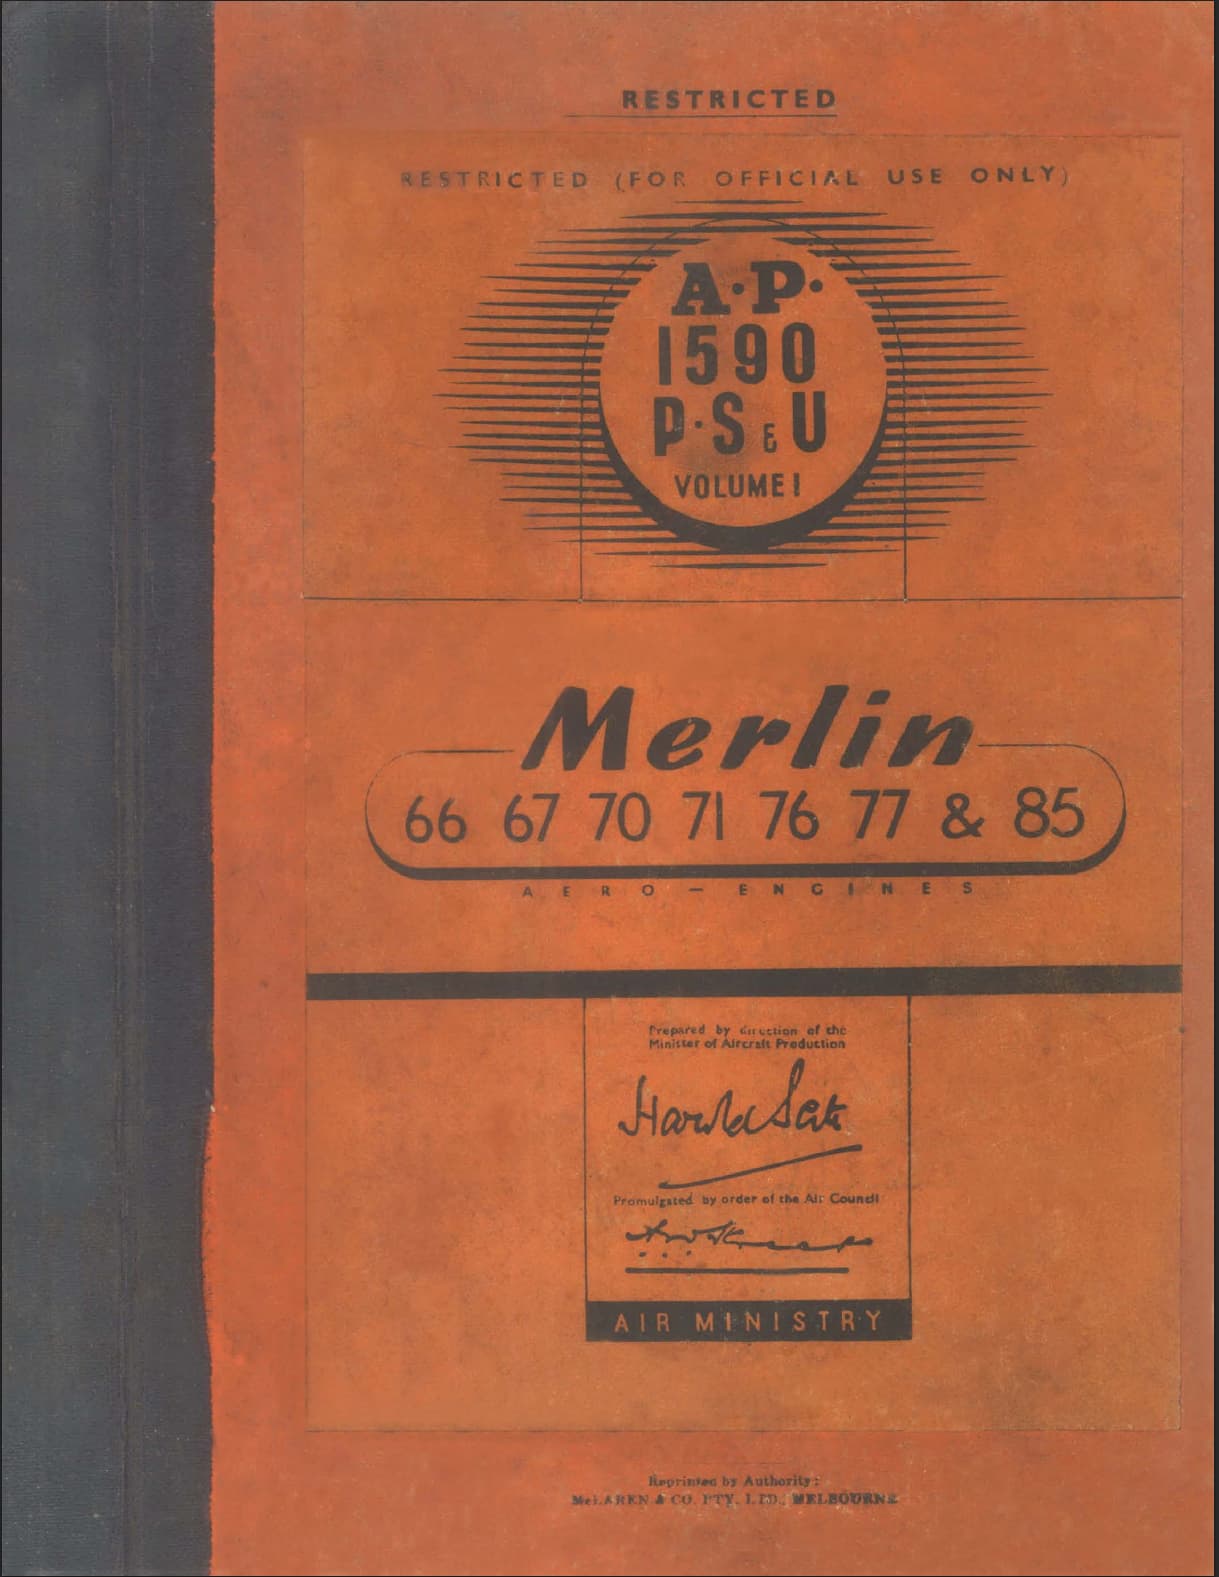 RESTRICTED
RESTRICTED (FOR OFFICIAL USE ONLY)
A·P·
1590
P·S & U
VOLUME I
Merlin
66 67 70 71 76 77 & 85
AERO-ENGINES
Prepared by direction of the
Minister of Aircraft Production
Harold
Promulgated by order of the Air Council
AIR MINISTRY
Reprinted by Authority:
McLAREN & CO. PTY. LTD., MELBOURNE